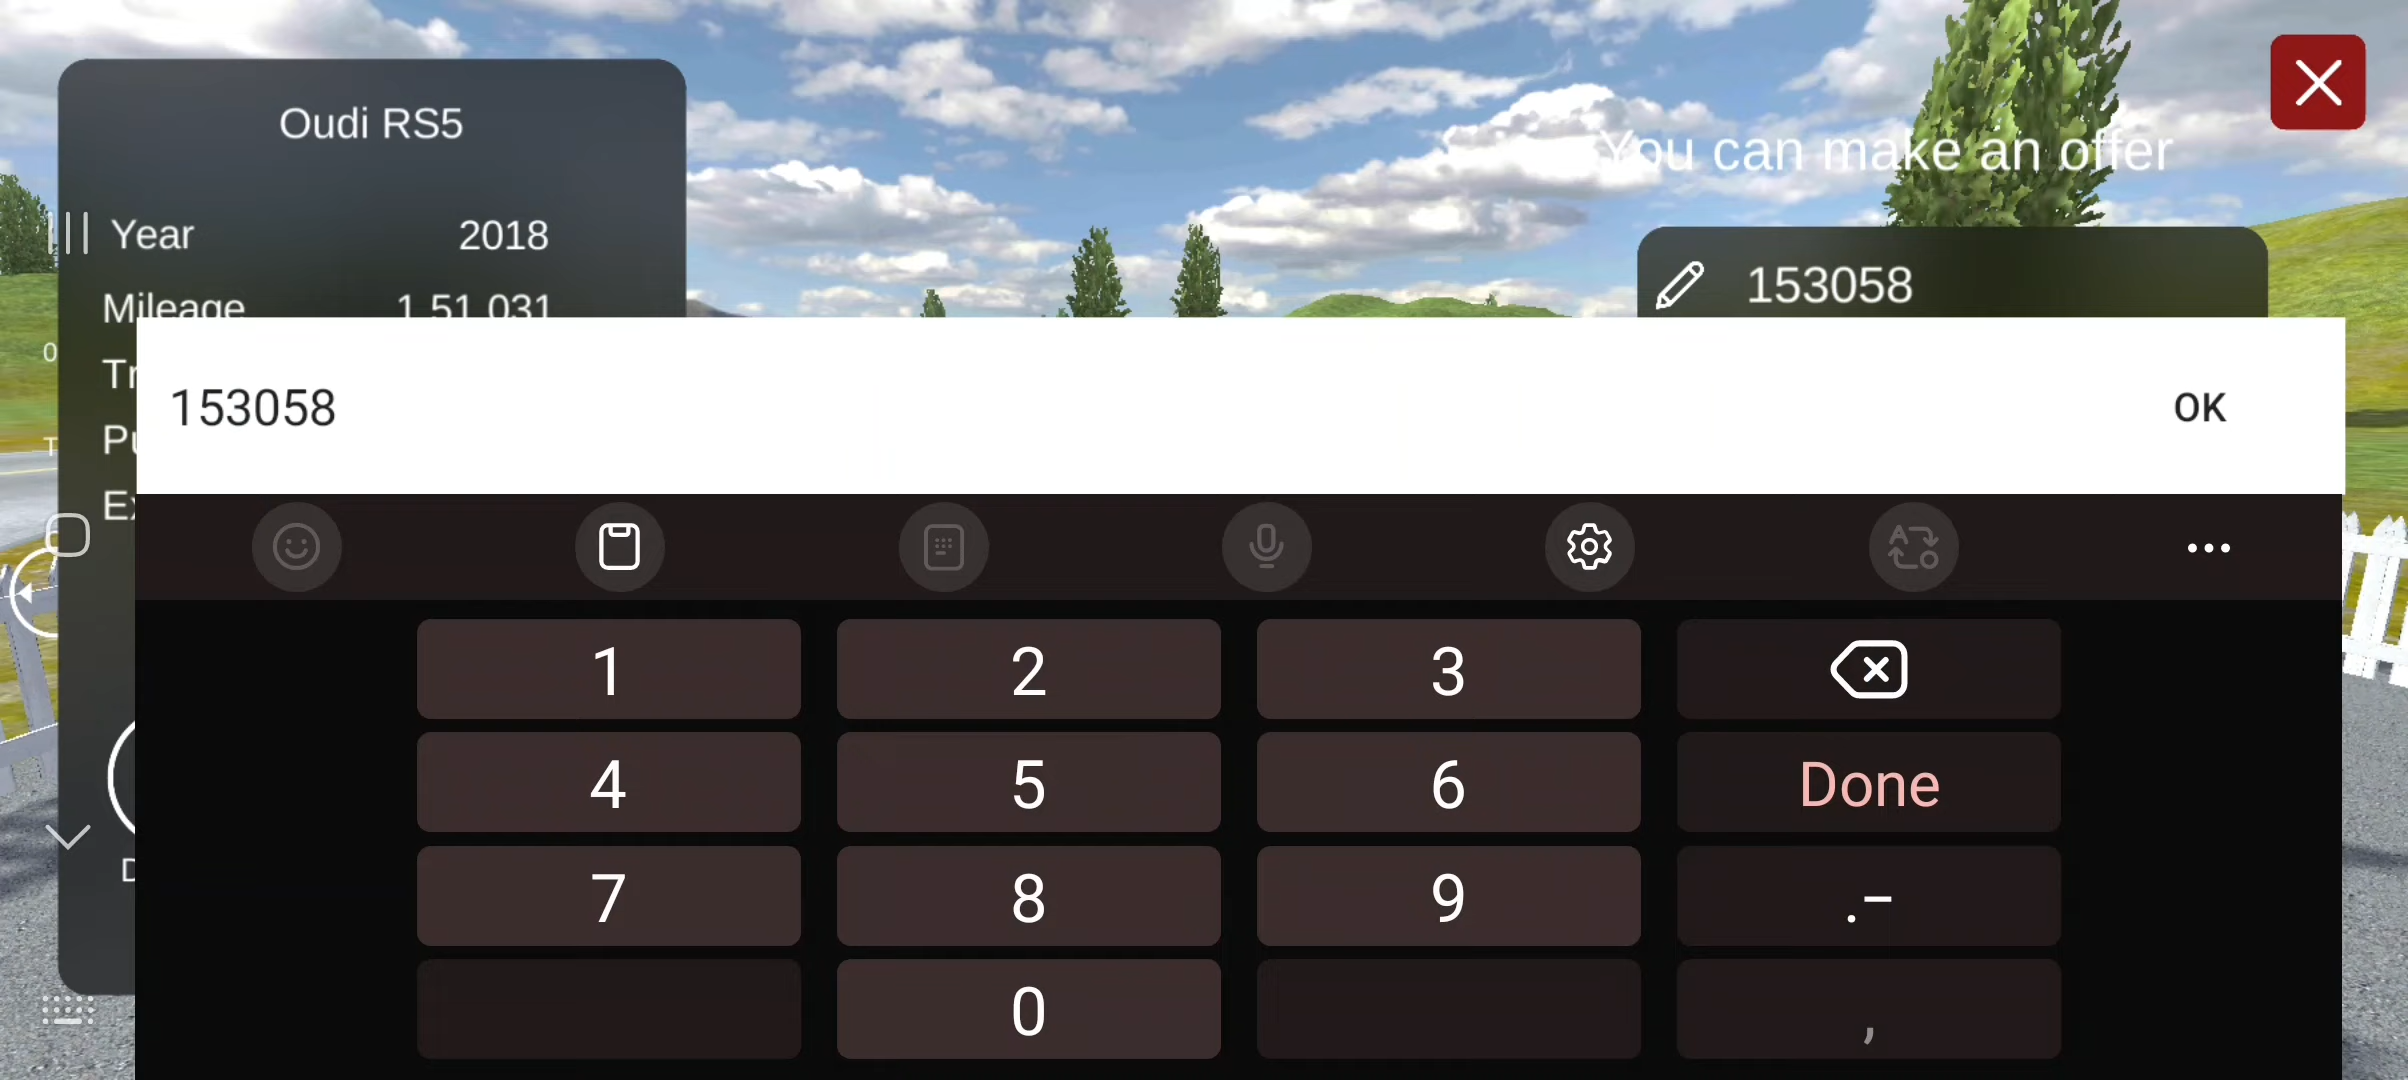 Oudi RS5
You can make an offer
Year 2018
153058
Mileage 1,51,031
153058
OK
1 2 3
4 5 6 Done
7 8 9 .-
0 ,